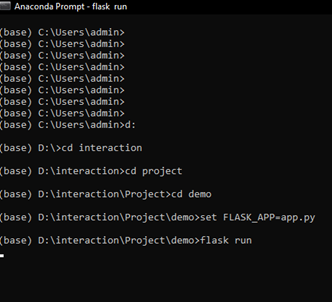 Anaconda Prompt - flask run
(base) C:\Users\admin>
(base) C:\Users\admin>
(base) C:\Users\admin>
(base) C:\Users\admin>
(base) C:\Users\admin>
(base) C:\Users\admin>
(base) C:\Users\admin>
(base) C:\Users\admin>
(base) C:\Users\admin>d:
(base) D:\>cd interaction
(base) D:\interaction>cd project
(base) D:\interaction\Project>cd demo
(base) D:\interaction\Project\demo>set FLASK_APP=app.py
(base) D:\interaction\Project\demo>flask run